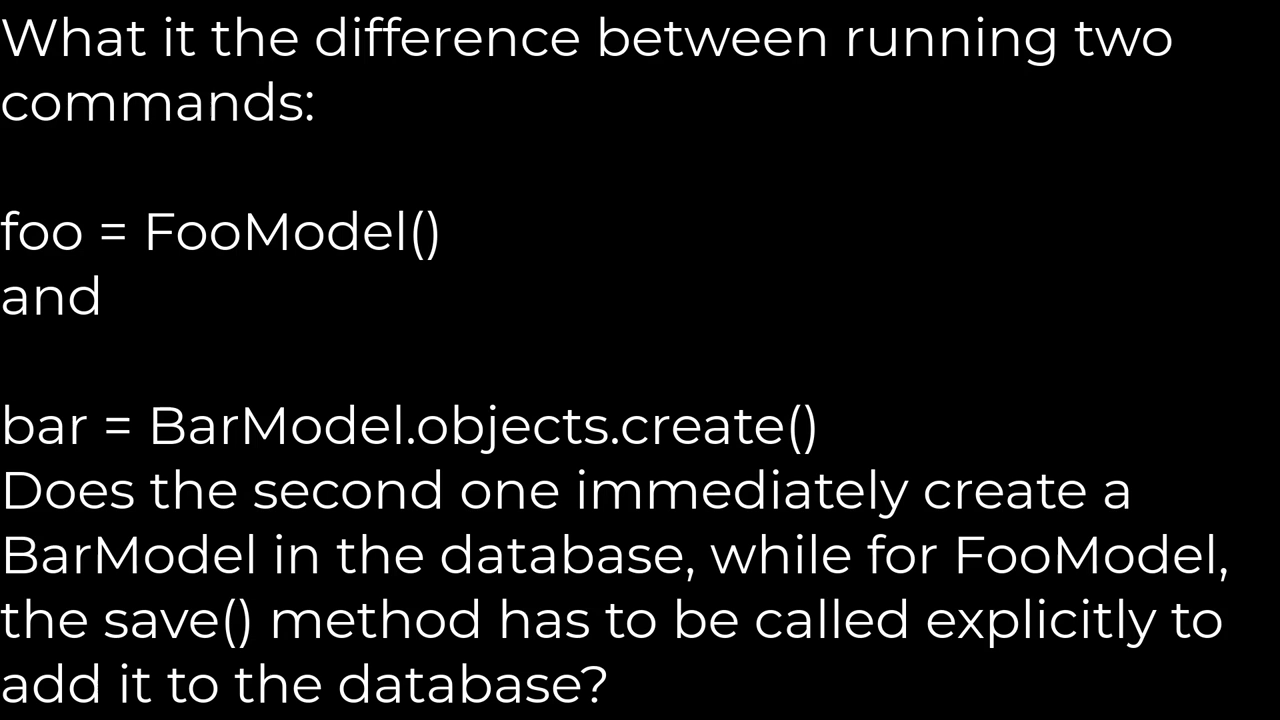 What it the difference between running two
commands:
foo = FooModel()
and
bar = BarModel.objects.create()
Does the second one immediately create a
BarModel in the database, while for FooModel,
the save() method has to be called explicitly to
add it to the database?